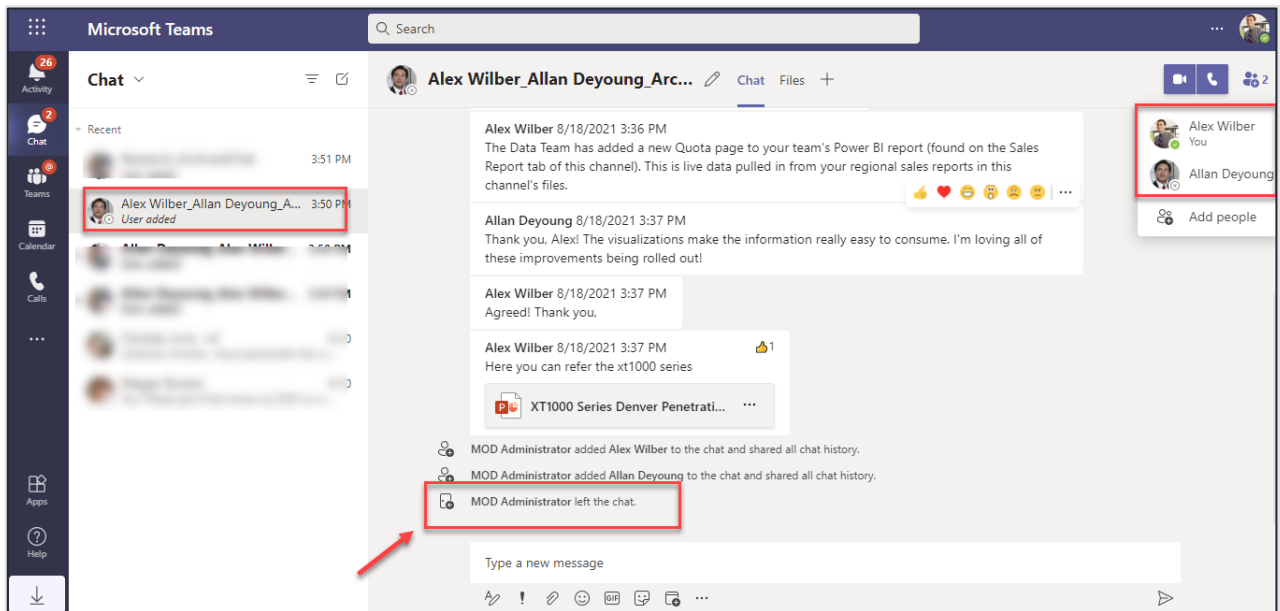 Microsoft Teams
Search
26
Activity
2
Chat
@
Teams
Calendar
Calls
Apps
Help
Chat
Recent
3:51 PM
Alex Wilber_Allan Deyoung_A... 3:50 PM
User added
Alex Wilber_Allan Deyoung_Arc...
Chat
Files
2
Alex Wilber
You
Allan Deyoung
Add people
Alex Wilber 8/18/2021 3:36 PM
The Data Team has added a new Quota page to your team's Power BI report (found on the Sales
Report tab of this channel). This is live data pulled in from your regional sales reports in this
channel's files.
Allan Deyoung 8/18/2021 3:37 PM
Thank you, Alex! The visualizations make the information really easy to consume. I'm loving all of
these improvements being rolled out!
Alex Wilber 8/18/2021 3:37 PM
Agreed! Thank you,
Alex Wilber 8/18/2021 3:37 PM
1
Here you can refer the xt1000 series
XT1000 Series Denver Penetrati...
MOD Administrator added Alex Wilber to the chat and shared all chat history.
MOD Administrator added Allan Deyoung to the chat and shared all chat history.
MOD Administrator left the chat.
Type a new message
GIF